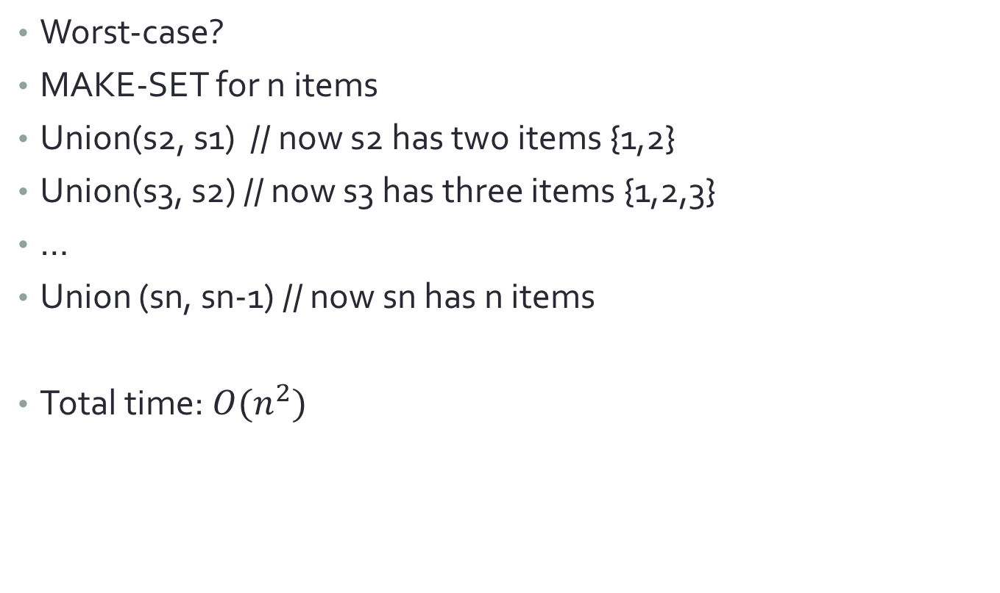 • Worst-case?
• MAKE-SET for n items
• Union(s2, s1)  // now s2 has two items {1,2}
• Union(s3, s2) // now s3 has three items {1,2,3}
• ...
• Union (sn, sn-1) // now sn has n items
• Total time: O(n²)